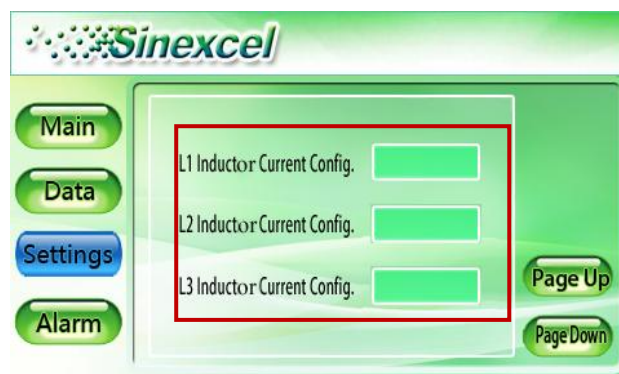 Sinexcel
Main
Data
Settings
Alarm
L1 Inductor Current Config.
L2 Inductor Current Config.
L3 Inductor Current Config.
Page Up
Page Down